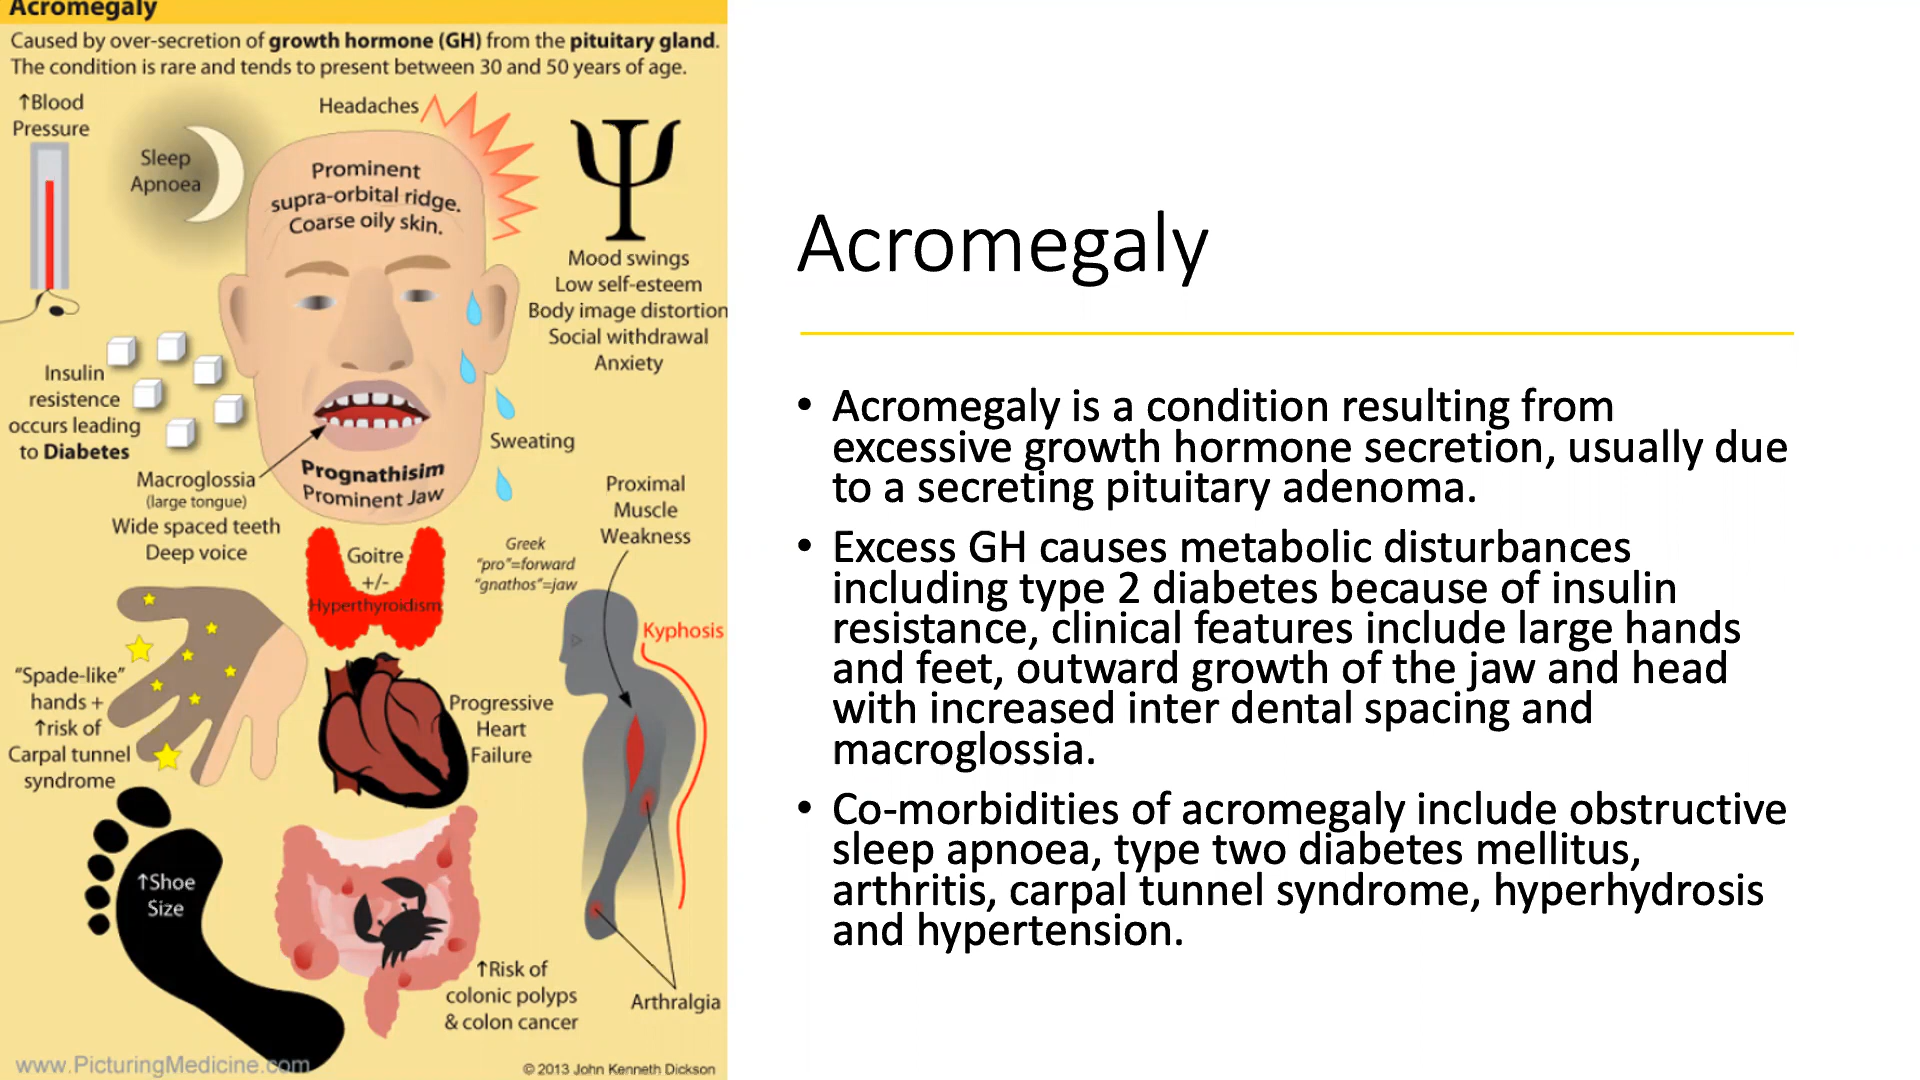 Acromegaly
Caused by over-secretion of growth hormone (GH) from the pituitary gland.
The condition is rare and tends to present between 30 and 50 years of age.
↑Blood
Pressure
Sleep
Apnoea
Headaches
Prominent
supra-orbital ridge.
Coarse oily skin.
Ψ
Mood swings
Low self-esteem
Body image distortion
Social withdrawal
Anxiety
Insulin
resistence
occurs leading
to Diabetes
Macroglossia
(large tongue)
Wide spaced teeth
Deep voice
Prognathisim
Prominent Jaw
Sweating
Proximal
Muscle
Weakness
Greek
"pro"=forward
"gnathos"=jaw
Goitre
+/-
Hyperthyroidism
Kyphosis
"Spade-like"
hands +
↑risk of
Carpal tunnel
syndrome
Progressive
Heart
Failure
↑Shoe
Size
↑Risk of
colonic polyps
& colon cancer
Arthralgia
www.PicturingMedicine.com
© 2013 John Kenneth Dickson
Acromegaly
• Acromegaly is a condition resulting from
excessive growth hormone secretion, usually due
to a secreting pituitary adenoma.
• Excess GH causes metabolic disturbances
including type 2 diabetes because of insulin
resistance, clinical features include large hands
and feet, outward growth of the jaw and head
with increased inter dental spacing and
macroglossia.
• Co-morbidities of acromegaly include obstructive
sleep apnoea, type two diabetes mellitus,
arthritis, carpal tunnel syndrome, hyperhydrosis
and hypertension.